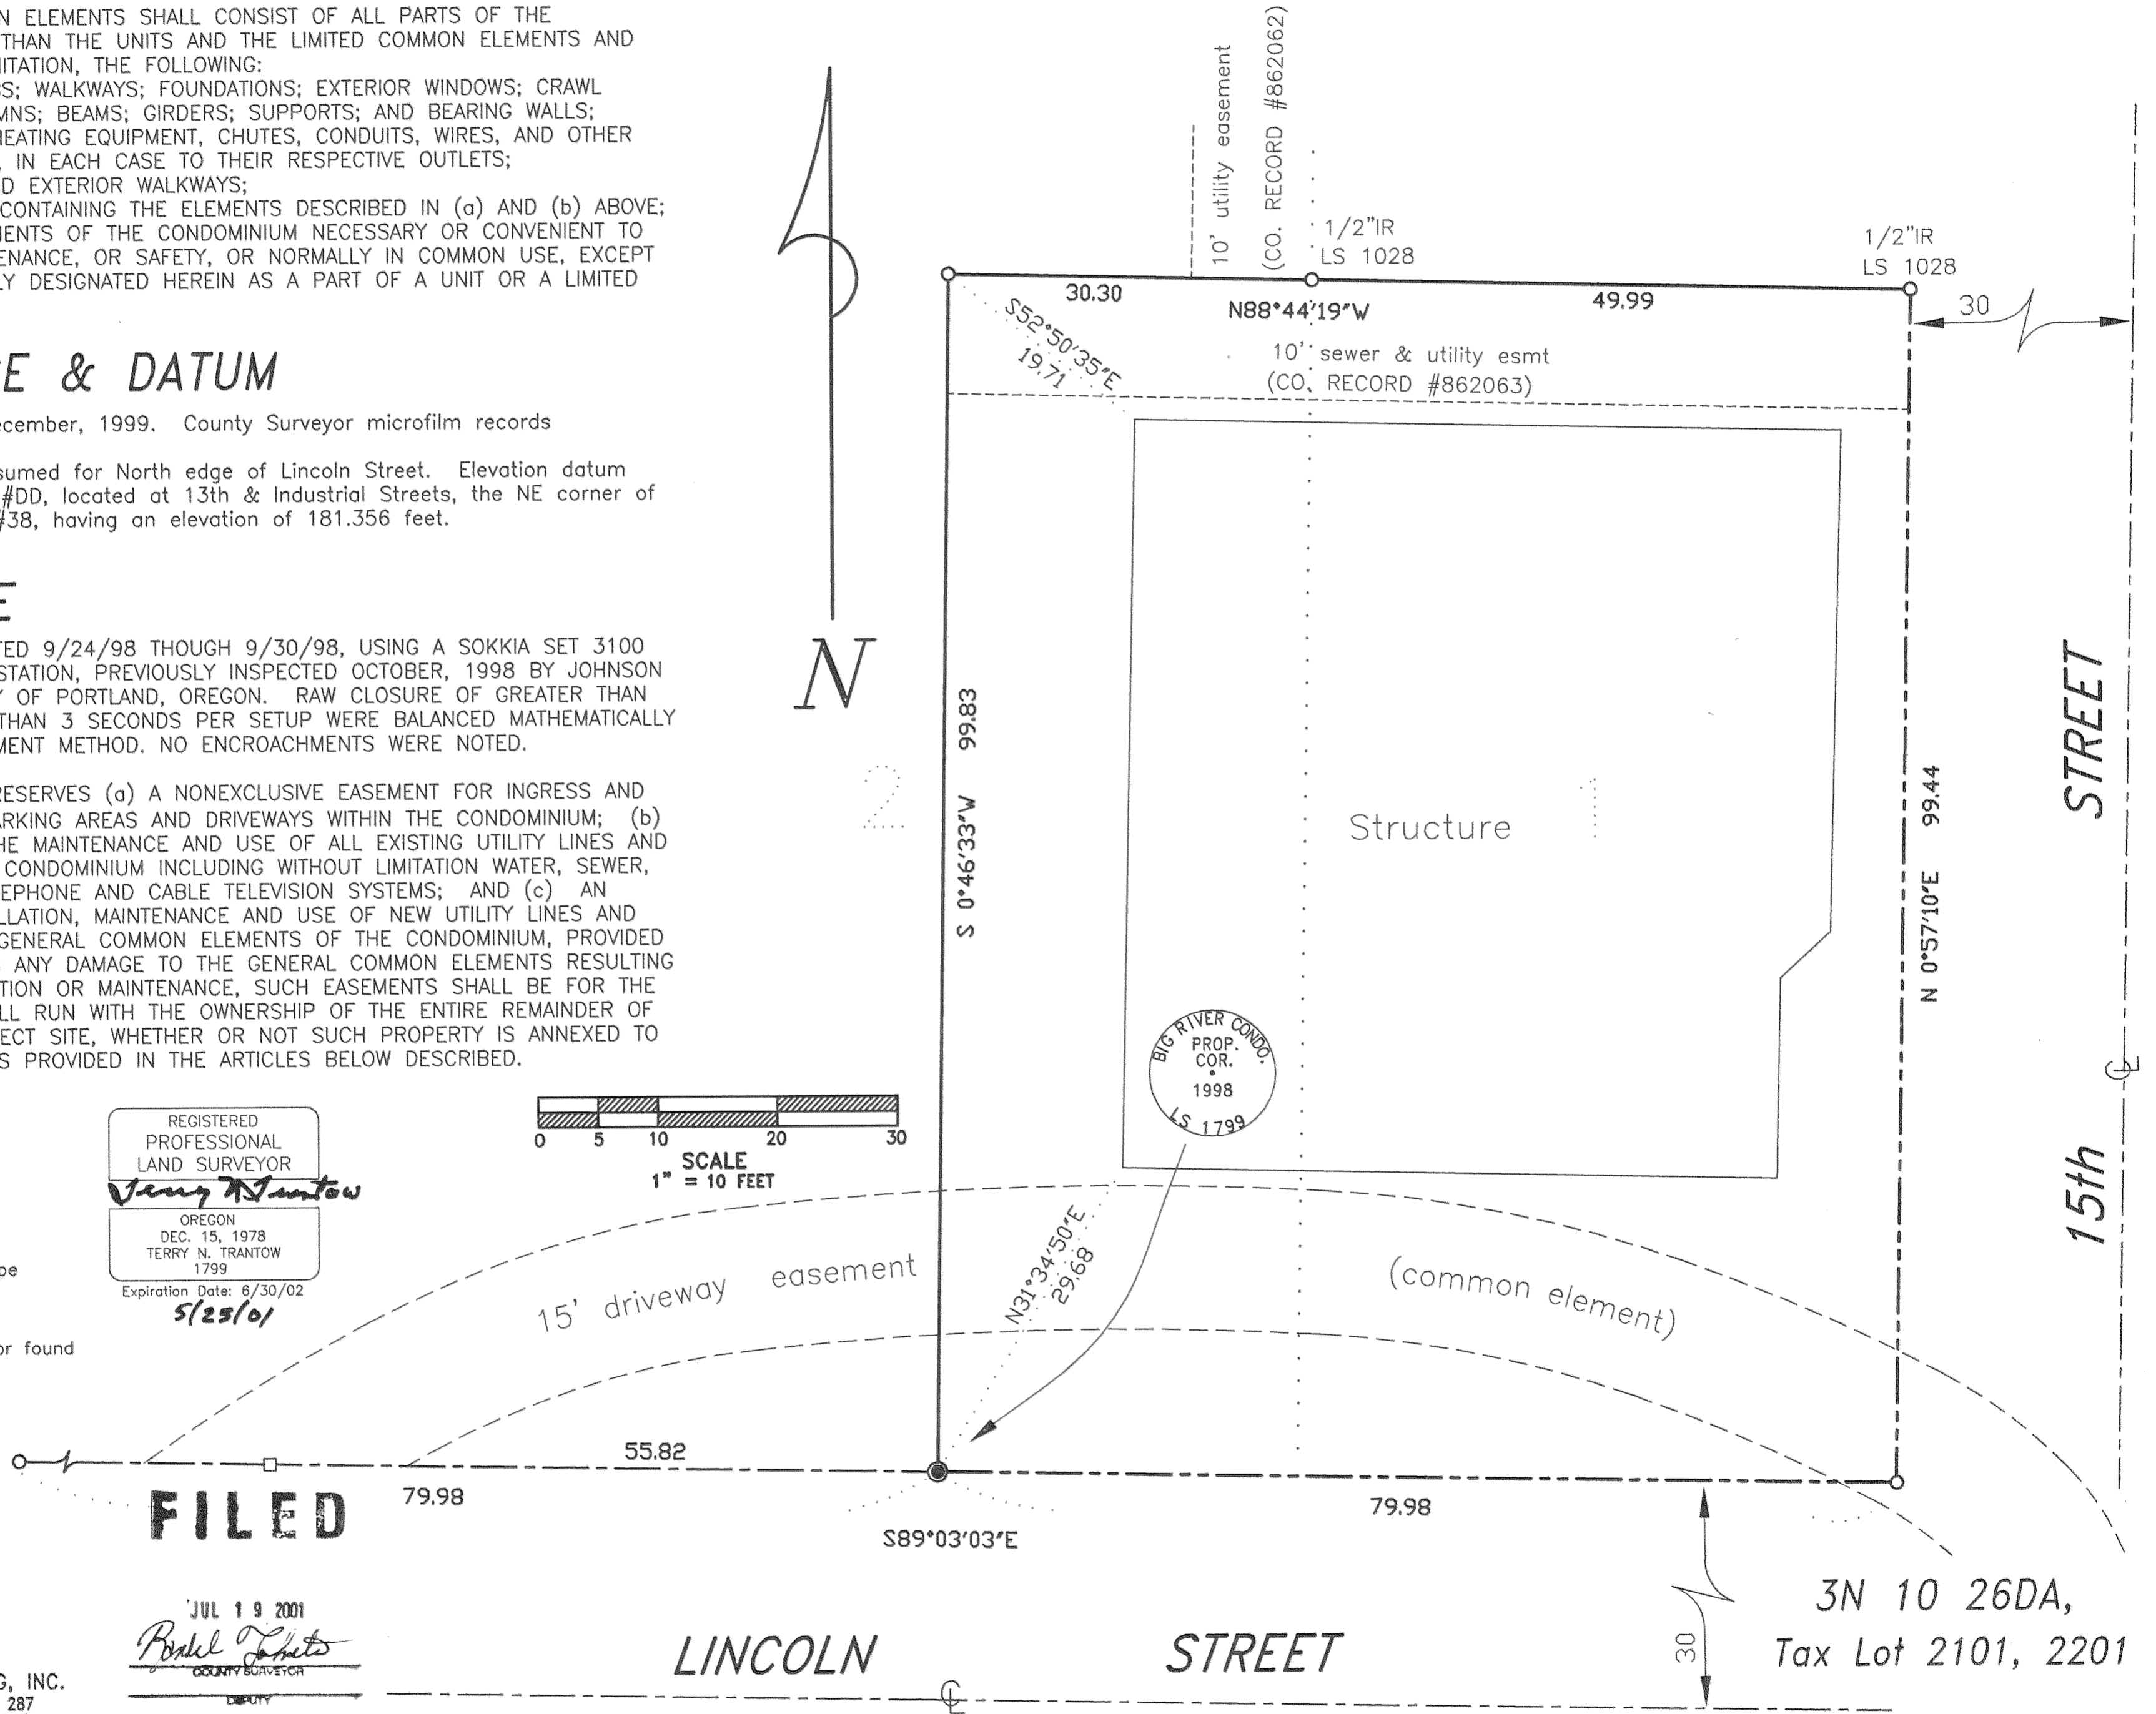 N ELEMENTS SHALL CONSIST OF ALL PARTS OF THE
THAN THE UNITS AND THE LIMITED COMMON ELEMENTS AND
ITATION, THE FOLLOWING:
S; WALKWAYS; FOUNDATIONS; EXTERIOR WINDOWS; CRAWL
MNS; BEAMS; GIRDERS; SUPPORTS; AND BEARING WALLS;
HEATING EQUIPMENT, CHUTES, CONDUITS, WIRES, AND OTHER
IN EACH CASE TO THEIR RESPECTIVE OUTLETS;
D EXTERIOR WALKWAYS;
CONTAINING THE ELEMENTS DESCRIBED IN (a) AND (b) ABOVE;
MENTS OF THE CONDOMINIUM NECESSARY OR CONVENIENT TO
ENANCE, OR SAFETY, OR NORMALLY IN COMMON USE, EXCEPT
LY DESIGNATED HEREIN AS A PART OF A UNIT OR A LIMITED
E & DATUM
ecember, 1999. County Surveyor microfilm records
sumed for North edge of Lincoln Street. Elevation datum
#DD, located at 13th & Industrial Streets, the NE corner of
#38, having an elevation of 181.356 feet.
E
TED 9/24/98 THOUGH 9/30/98, USING A SOKKIA SET 3100
STATION, PREVIOUSLY INSPECTED OCTOBER, 1998 BY JOHNSON
Y OF PORTLAND, OREGON. RAW CLOSURE OF GREATER THAN
THAN 3 SECONDS PER SETUP WERE BALANCED MATHEMATICALLY
MENT METHOD. NO ENCROACHMENTS WERE NOTED.
RESERVES (a) A NONEXCLUSIVE EASEMENT FOR INGRESS AND
ARKING AREAS AND DRIVEWAYS WITHIN THE CONDOMINIUM; (b)
HE MAINTENANCE AND USE OF ALL EXISTING UTILITY LINES AND
CONDOMINIUM INCLUDING WITHOUT LIMITATION WATER, SEWER,
EPHONE AND CABLE TELEVISION SYSTEMS; AND (c) AN
LLATION, MAINTENANCE AND USE OF NEW UTILITY LINES AND
GENERAL COMMON ELEMENTS OF THE CONDOMINIUM, PROVIDED
ANY DAMAGE TO THE GENERAL COMMON ELEMENTS RESULTING
TION OR MAINTENANCE, SUCH EASEMENTS SHALL BE FOR THE
LL RUN WITH THE OWNERSHIP OF THE ENTIRE REMAINDER OF
ECT SITE, WHETHER OR NOT SUCH PROPERTY IS ANNEXED TO
S PROVIDED IN THE ARTICLES BELOW DESCRIBED.
REGISTERED
PROFESSIONAL
LAND SURVEYOR
Terry N Trantow
OREGON
DEC. 15, 1978
TERRY N. TRANTOW
1799
Expiration Date: 6/30/02
5/25/01
pe
or found
0 5 10 20 30
SCALE
1" = 10 FEET
N
10' utility easement
(CO. RECORD #862062)
1/2"IR
LS 1028
1/2"IR
LS 1028
30.30
N88°44'19"W
49.99
30
S52°50'35"E
19.71
10' sewer & utility esmt
(CO. RECORD #862063)
S 0°46'33"W 99.83
2
Structure
1
N 0°57'10"E 99.44
15th STREET
BIG RIVER CONDO.
PROP.
COR.
1998
LS 1799
N31°34'50"E
29.68
15' driveway easement
(common element)
55.82
79.98
79.98
S89°03'03"E
FILED
JUL 19 2001
COUNTY SURVEYOR
DEPUTY
G, INC.
287
LINCOLN STREET
30
3N 10 26DA,
Tax Lot 2101, 2201